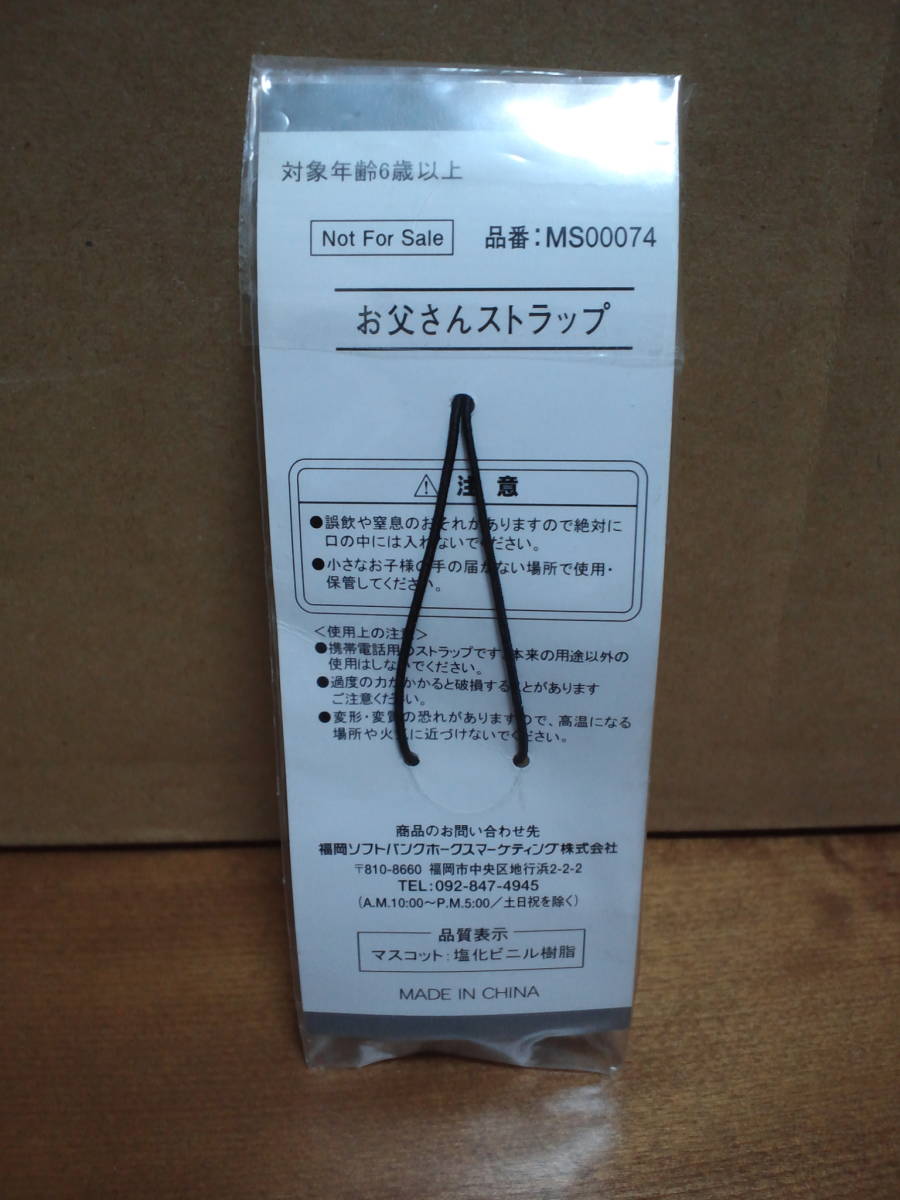 対象年齢6歳以上
Not For Sale 品番：MS00074
お父さんストラップ
⚠注意
●誤飲や窒息のおそれがありますので絶対に
口の中には入れないでください。
●小さなお子様の手の届かない場所で使用・
保管してください。
＜使用上の注意＞
●携帯電話用のストラップです。本来の用途以外の
使用はしないでください。
●過度の力がかかると破損することがあります
ご注意ください。
●変形・変質の恐れがありますので、高温になる
場所や火気に近づけないでください。
商品のお問い合わせ先
福岡ソフトバンクホークスマーケティング株式会社
〒810-8660 福岡市中央区地行浜2-2-2
TEL：092-847-4945
（A.M.10:00～P.M.5:00／土日祝を除く）
品質表示
マスコット：塩化ビニル樹脂
MADE IN CHINA